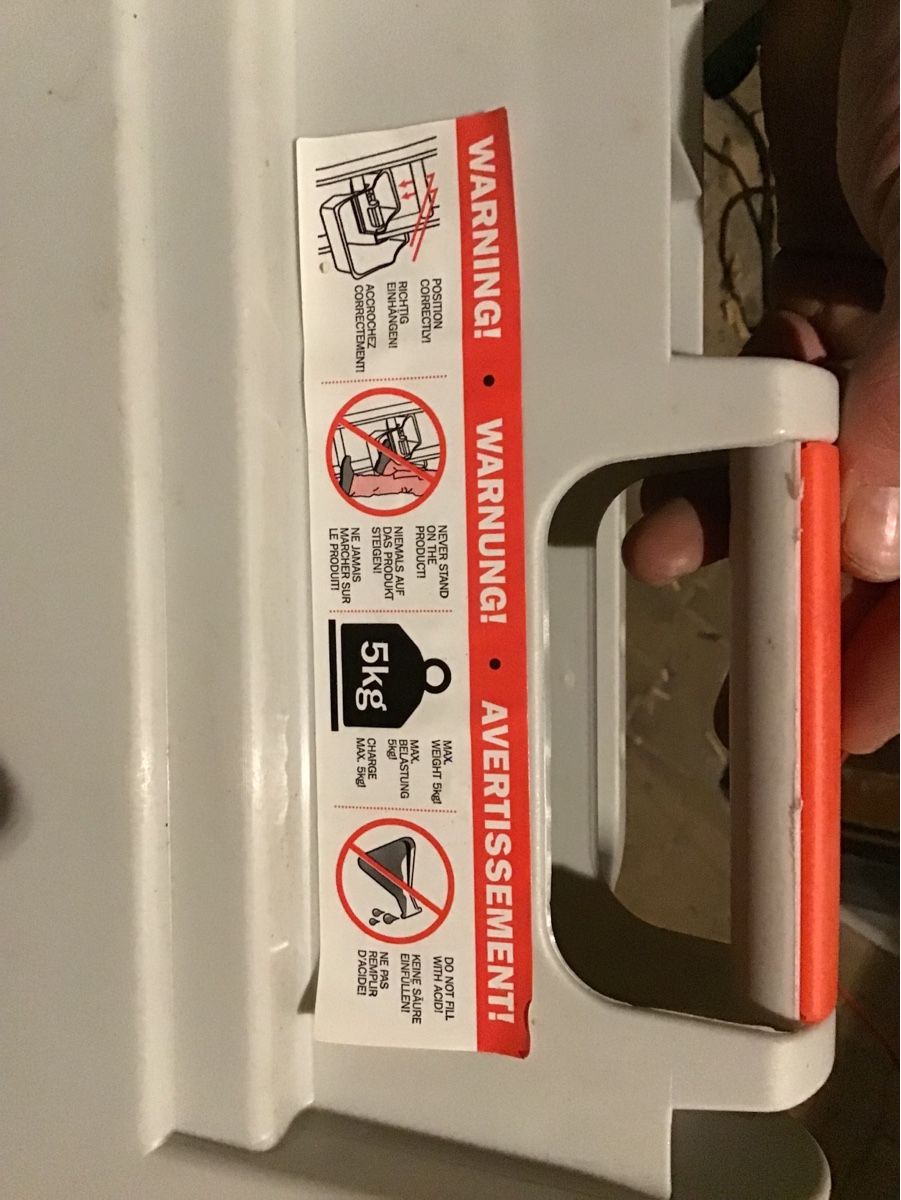 WARNING! • WARNUNG! • AVERTISSEMENT!
POSITION
CORRECTLY!
RICHTIG
EINHÄNGEN!
ACCROCHEZ
CORRECTEMENT!
NEVER STAND
ON THE
PRODUCT!
NIEMALS AUF
DAS PRODUKT
STEIGEN!
NE JAMAIS
MARCHER SUR
LE PRODUIT!
5kg
MAX.
WEIGHT 5kg!
MAX.
BELASTUNG
5kg!
CHARGE
MAX. 5kg!
DO NOT FILL
WITH ACID!
KEINE SÄURE
EINFÜLLEN!
NE PAS
REMPLIR
D'ACIDE!